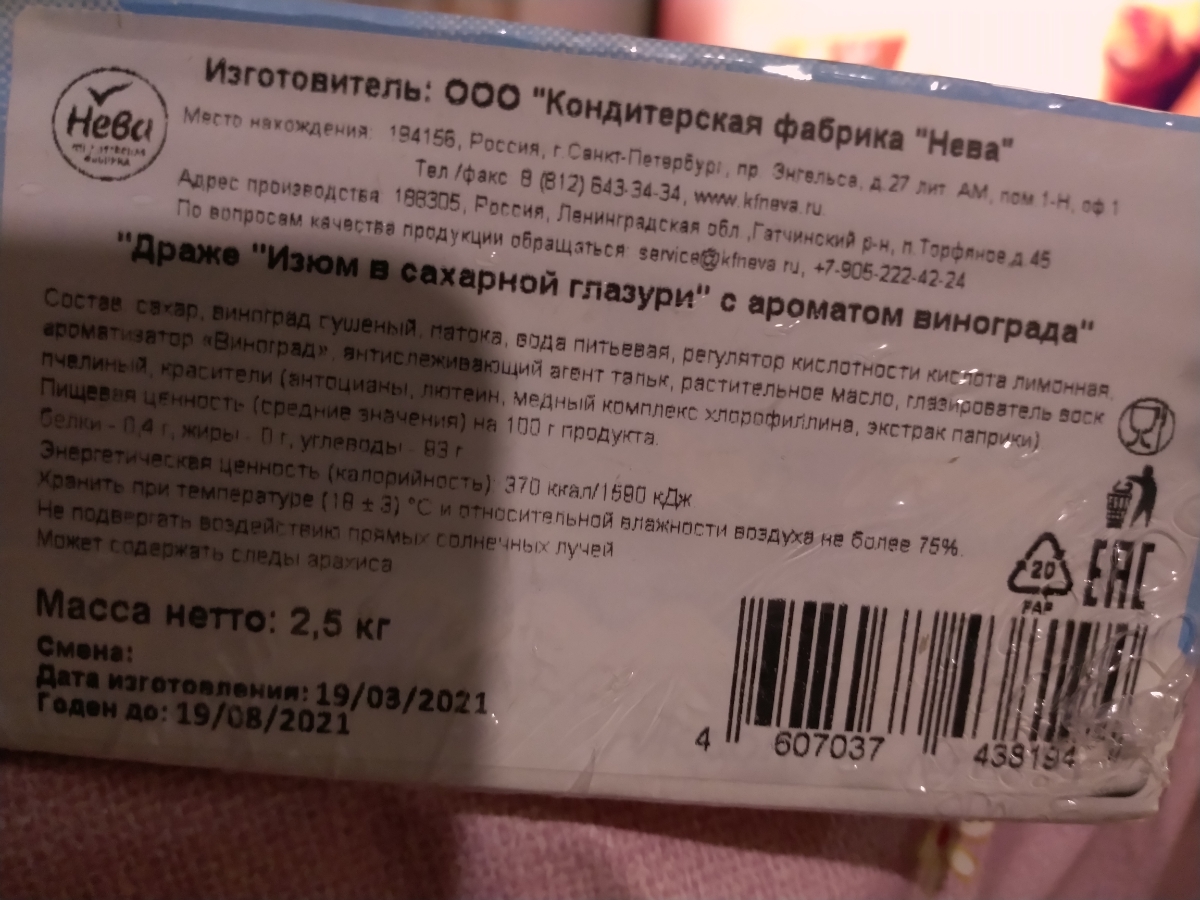 Нева
Изготовитель: ООО "Кондитерская фабрика "Нева"
Место нахождения: 194156, Россия, г.Санкт-Петербург, пр. Энгельса, д.27 лит. АМ, пом 1-Н, оф 1
Тел /факс 8 (812) 643-34-34, www.kfneva.ru.
Адрес производства: 188305, Россия, Ленинградская обл.,Гатчинский р-н, п.Торфяное,д.45
По вопросам качества продукции обращаться: service@kfneva.ru, +7-905-222-42-24
"Драже "Изюм в сахарной глазури" с ароматом винограда"
Состав: сахар, виноград сушеный, патока, вода питьевая, регулятор кислотности кислота лимонная,
ароматизатор «Виноград», антислеживающий агент тальк, растительное масло, глазирователь воск
пчелиный, красители (антоцианы, лютеин, медный комплекс хлорофиллина, экстрак паприки)
Пищевая ценность (средние значения) на 100 г продукта:
белки - 0,4 г, жиры - 0 г, углеводы - 93 г
Энергетическая ценность (калорийность): 370 ккал/1590 кДж
Хранить при температуре (18 ± 3) °С и относительной влажности воздуха не более 75%.
Не подвергать воздействию прямых солнечных лучей
Может содержать следы арахиса
20
PAP
EAC
Масса нетто: 2,5 кг
Смена:
Дата изготовления: 19/03/2021
Годен до: 19/08/2021
4 607037 438194